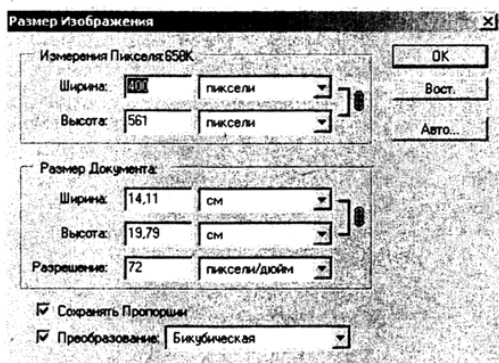 Размер Изображения
Измерения Пикселя:658K
OK
Ширина: 400 пиксели
Вост.
Высота: 561 пиксели
Авто...
Размер Документа:
Ширина: 14,11 см
Высота: 19,79 см
Разрешение: 72 пиксели/дюйм
Сохранять Пропорции
Преобразование: Бикубическая